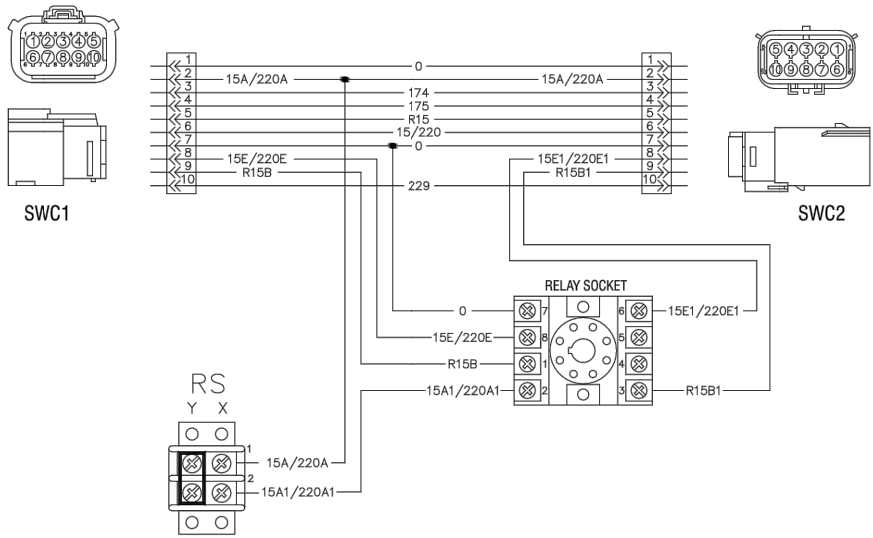 1 2 3 4 5
6 7 8 9 10
SWC1
5 4 3 2 1
10 9 8 7 6
SWC2
1 0 1
2 15A/220A 15A/220A 2
3 174 3
4 175 4
5 R15 5
6 15/220 6
7 0 7
8 15E/220E 15E1/220E1 8
9 R15B R15B1 9
10 229 10
RELAY SOCKET
0 7 6 15E1/220E1
15E/220E 8 5
R15B 1 4
15A1/220A1 2 3 R15B1
RS
Y X
1
15A/220A
2
15A1/220A1